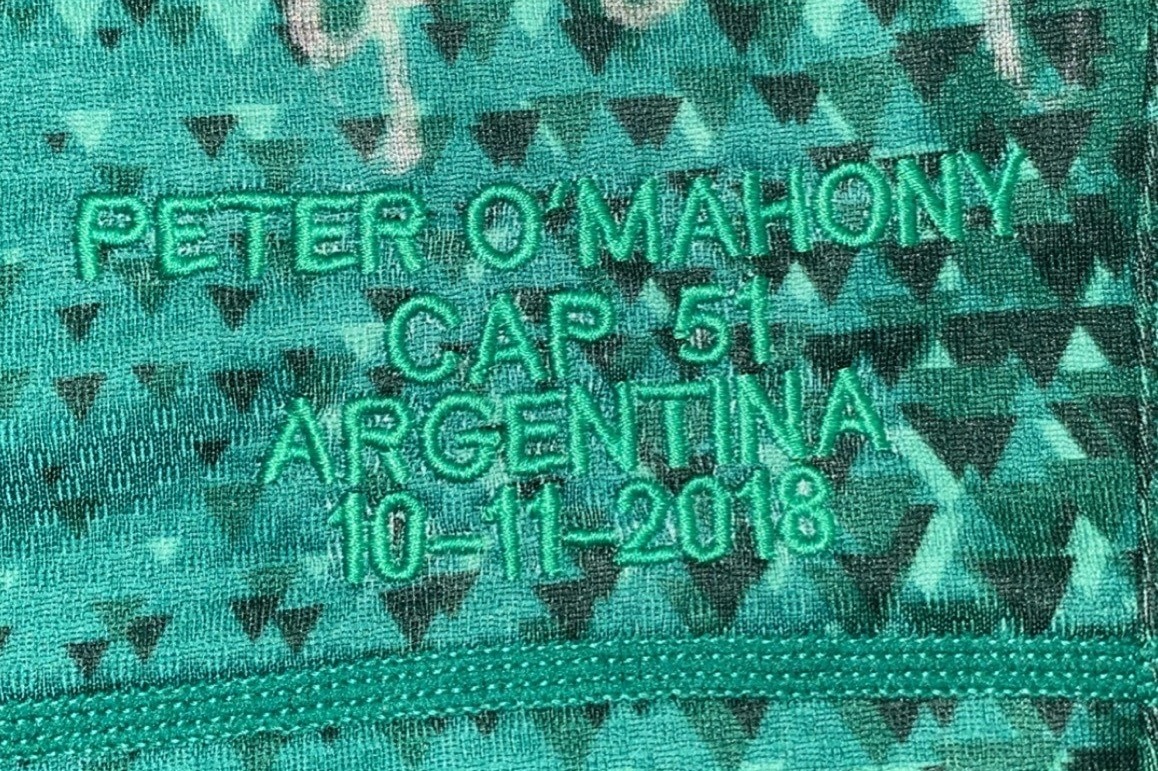 PETER O'MAHONY
CAP 51
ARGENTINA
10-11-2018